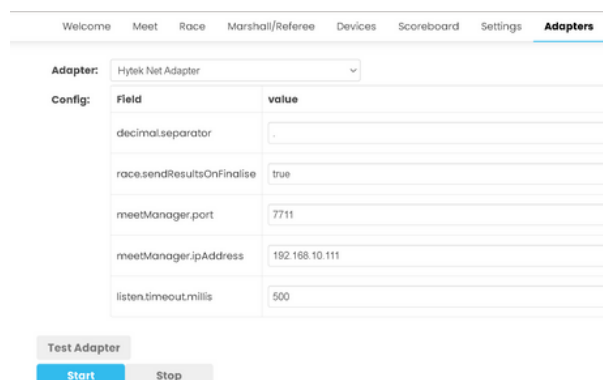 Welcome Meet Race Marshall/Referee Devices Scoreboard Settings Adapters
Adapter: Hytek Net Adapter
Config: Field value
decimal.separator .
race.sendResultsOnFinalise true
meetManager.port 7711
meetManager.ipAddress 192.168.10.111
listen.timeout.millis 500
Test Adapter
Start Stop